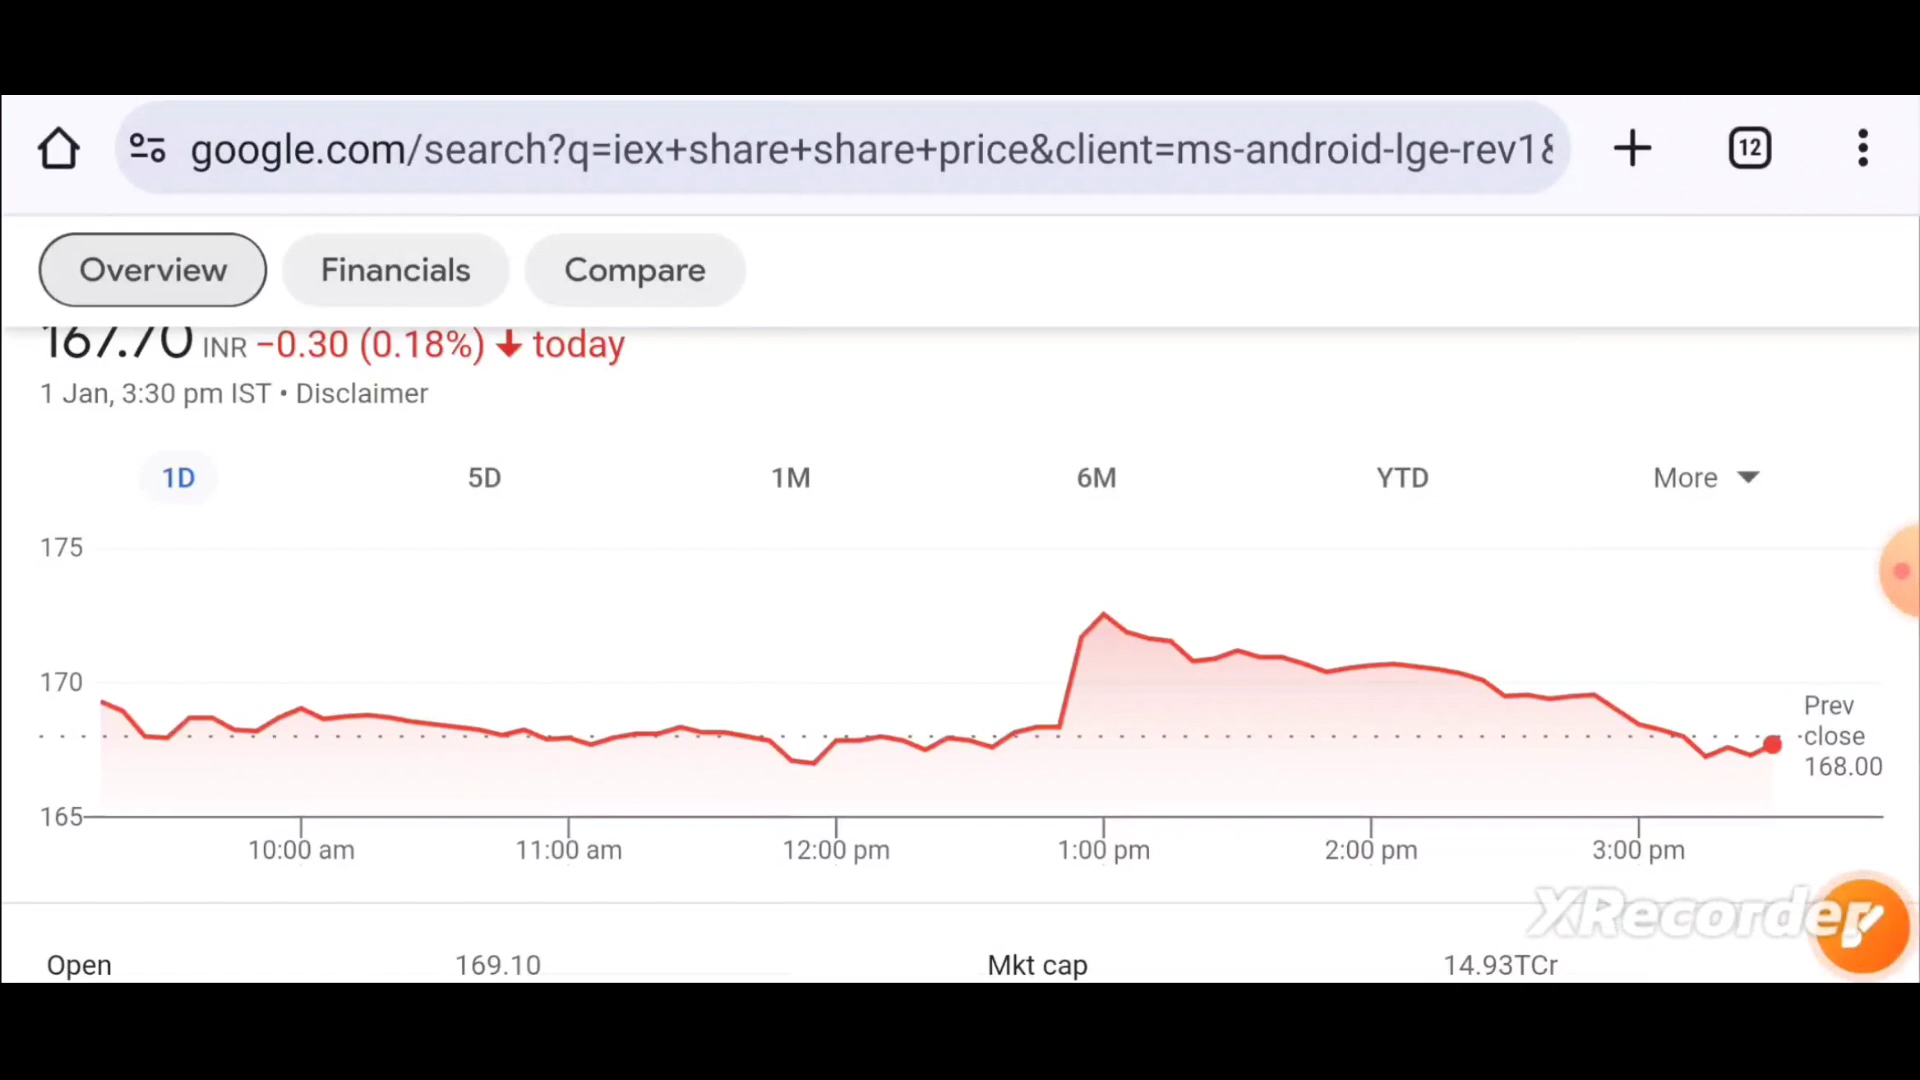 google.com/search?q=iex+share+share+price&client=ms-android-lge-rev1&
12
Overview Financials Compare
167.70 INR −0.30 (0.18%) ↓ today
1 Jan, 3:30 pm IST • Disclaimer
1D 5D 1M 6M YTD More
175
170
165
Prev
close
168.00
10:00 am 11:00 am 12:00 pm 1:00 pm 2:00 pm 3:00 pm
XRecorder
Open 169.10 Mkt cap 14.93TCr